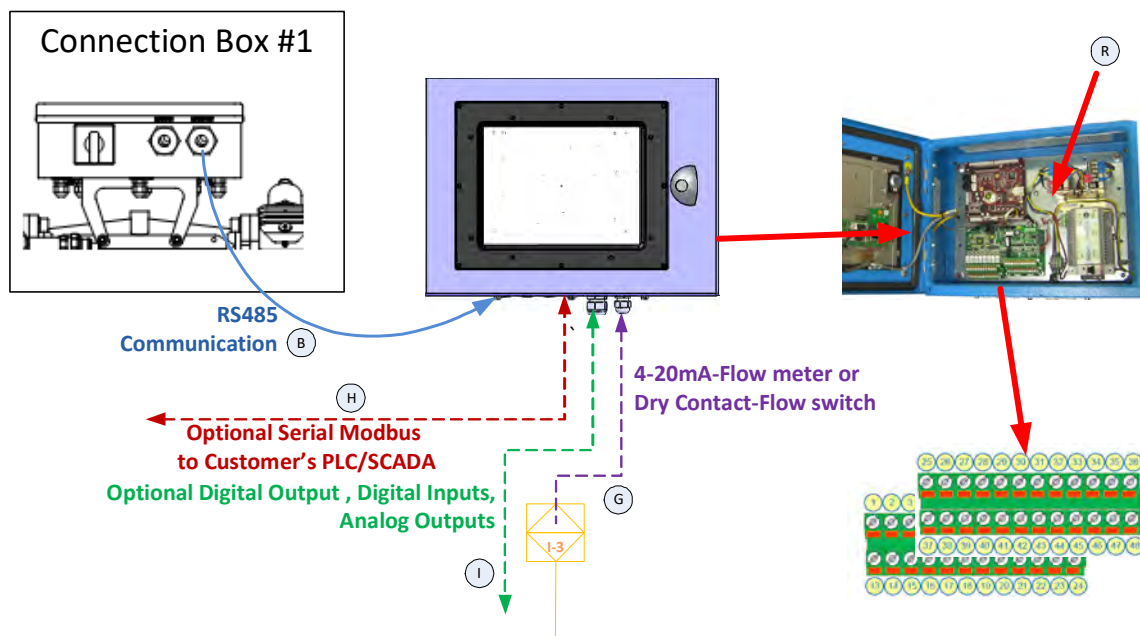 Connection Box #1
R
RS485
Communication
B
4-20mA-Flow meter or
Dry Contact-Flow switch
H
Optional Serial Modbus
to Customer's PLC/SCADA
Optional Digital Output , Digital Inputs,
Analog Outputs
G
I-3
I
25 26 27 28 29 30 31 32 33 34 35 36
1 2 3
37 38 39 40 41 42 43 44 45 46 47 48
13 14 15 16 17 18 19 20 21 22 23 24